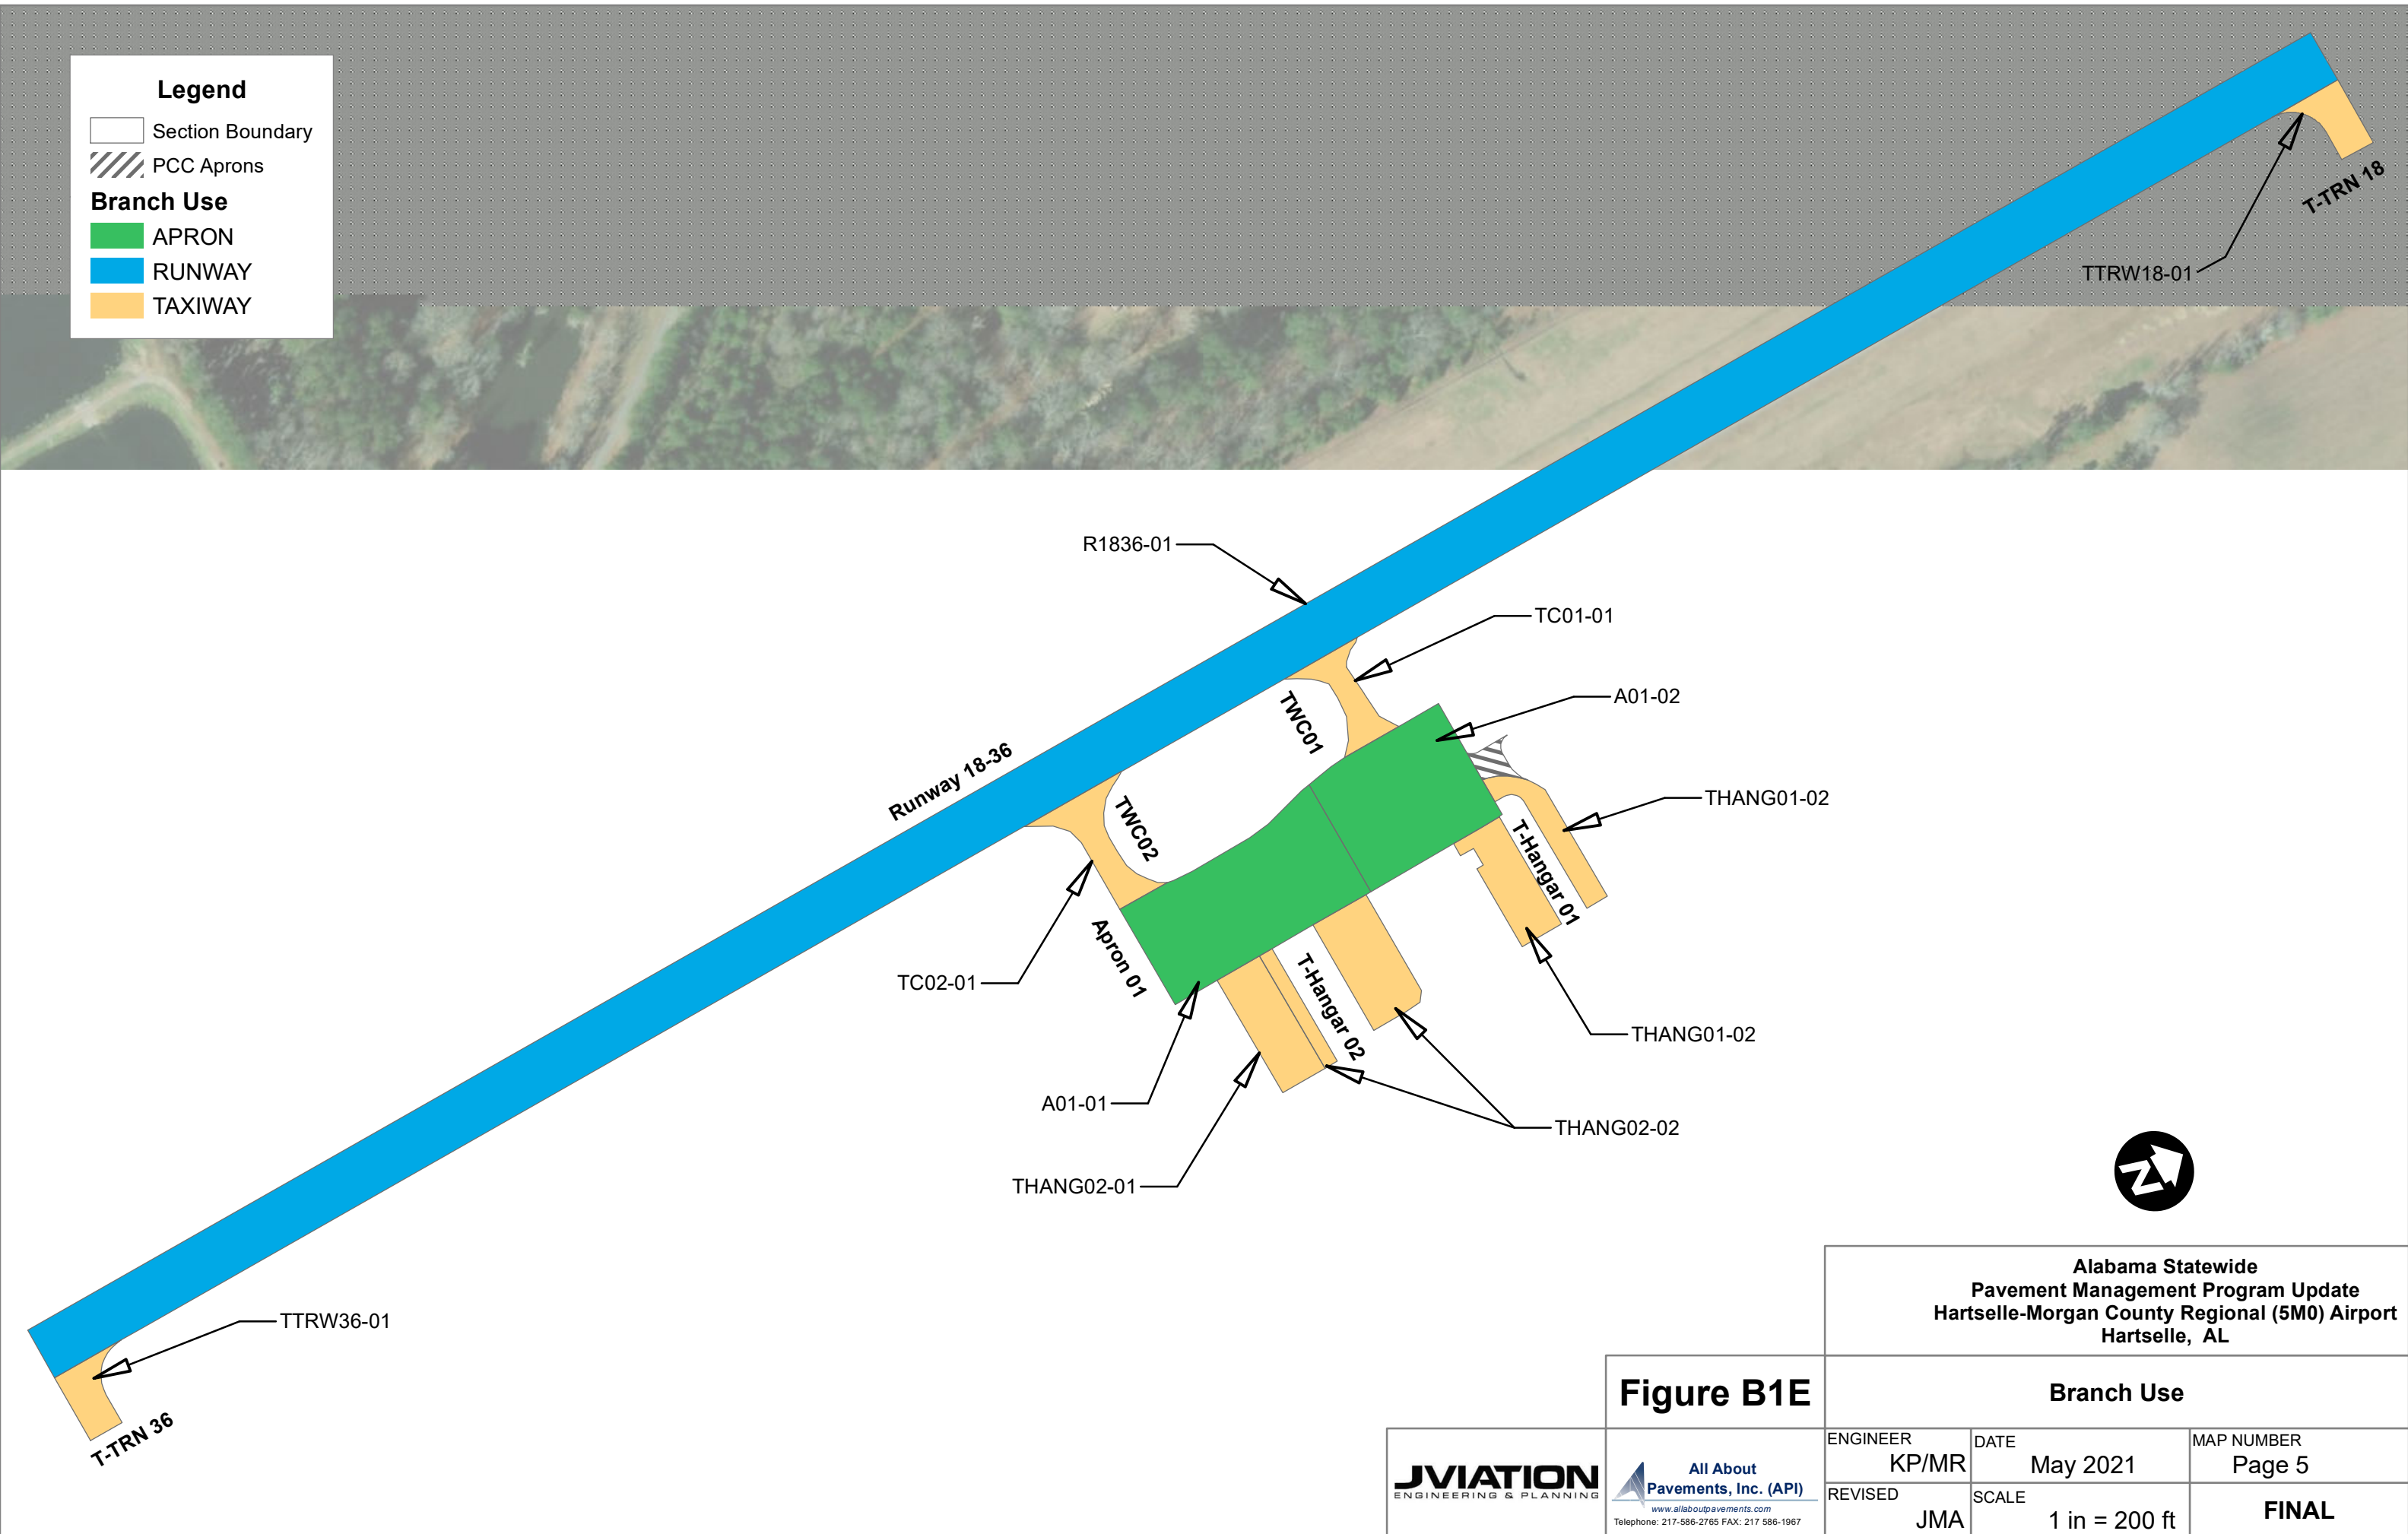 Legend
Section Boundary
PCC Aprons
Branch Use
APRON
RUNWAY
TAXIWAY
T-TRN 18
TTRW18-01
R1836-01
TC01-01
A01-02
TWC01
Runway 18-36
THANG01-02
TWC02
T-Hangar 01
Apron 01
TC02-01
T-Hangar 02
THANG01-02
A01-01
THANG02-02
THANG02-01
N
TTRW36-01
T-TRN 36
Alabama Statewide
Pavement Management Program Update
Hartselle-Morgan County Regional (5M0) Airport
Hartselle, AL
Figure B1E
Branch Use
JVIATION
ENGINEERING & PLANNING
All About
Pavements, Inc. (API)
www.allaboutpavements.com
Telephone: 217-586-2765 FAX: 217 586-1967
ENGINEER
KP/MR
DATE
May 2021
MAP NUMBER
Page 5
REVISED
JMA
SCALE
1 in = 200 ft
FINAL